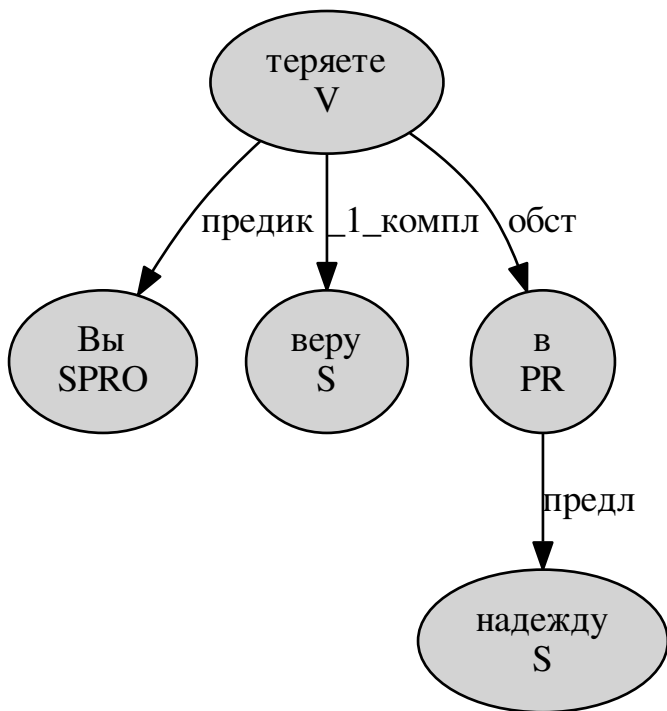 теряете
V
предик _1_компл обст
Вы
SPRO
веру
S
в
PR
предл
надежду
S